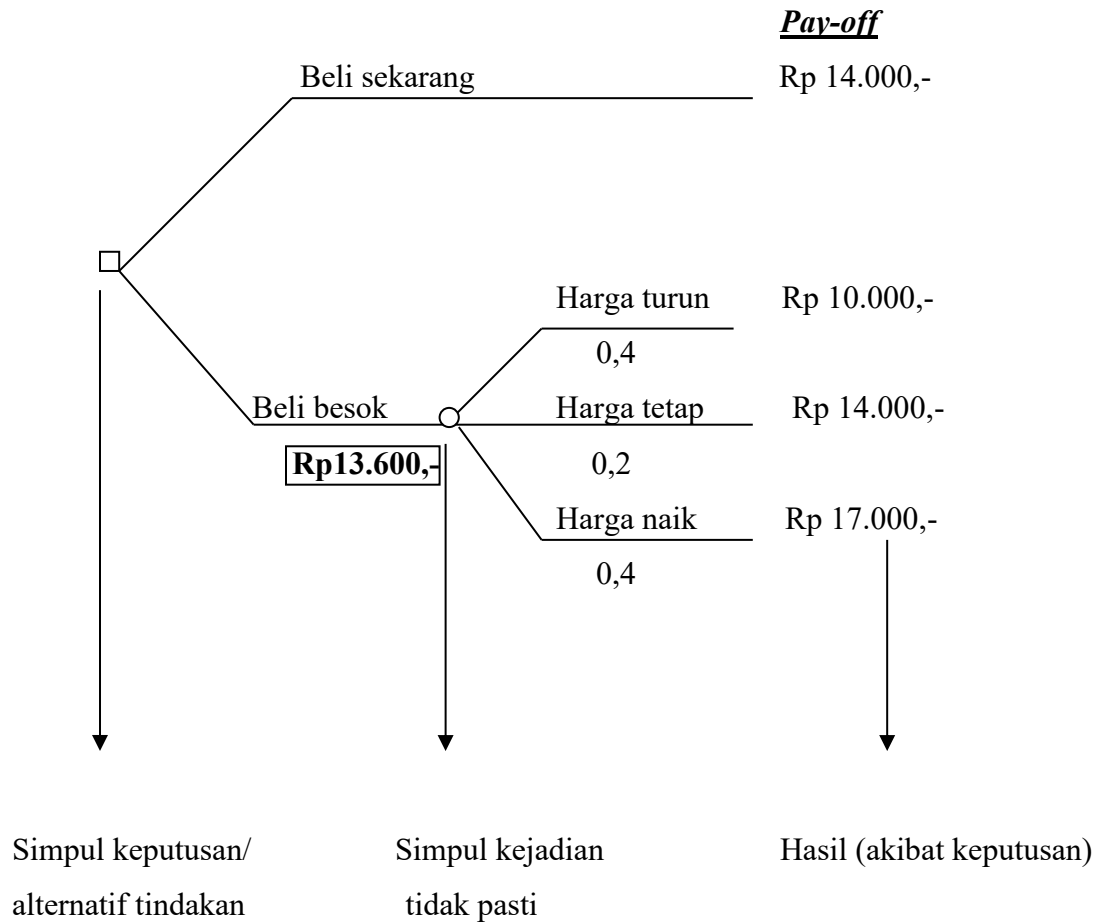 Pay-off
Beli sekarang Rp 14.000,-
Harga turun Rp 10.000,-
0,4
Beli besok Harga tetap Rp 14.000,-
Rp13.600,- 0,2
Harga naik Rp 17.000,-
0,4
Simpul keputusan/ Simpul kejadian Hasil (akibat keputusan)
alternatif tindakan tidak pasti